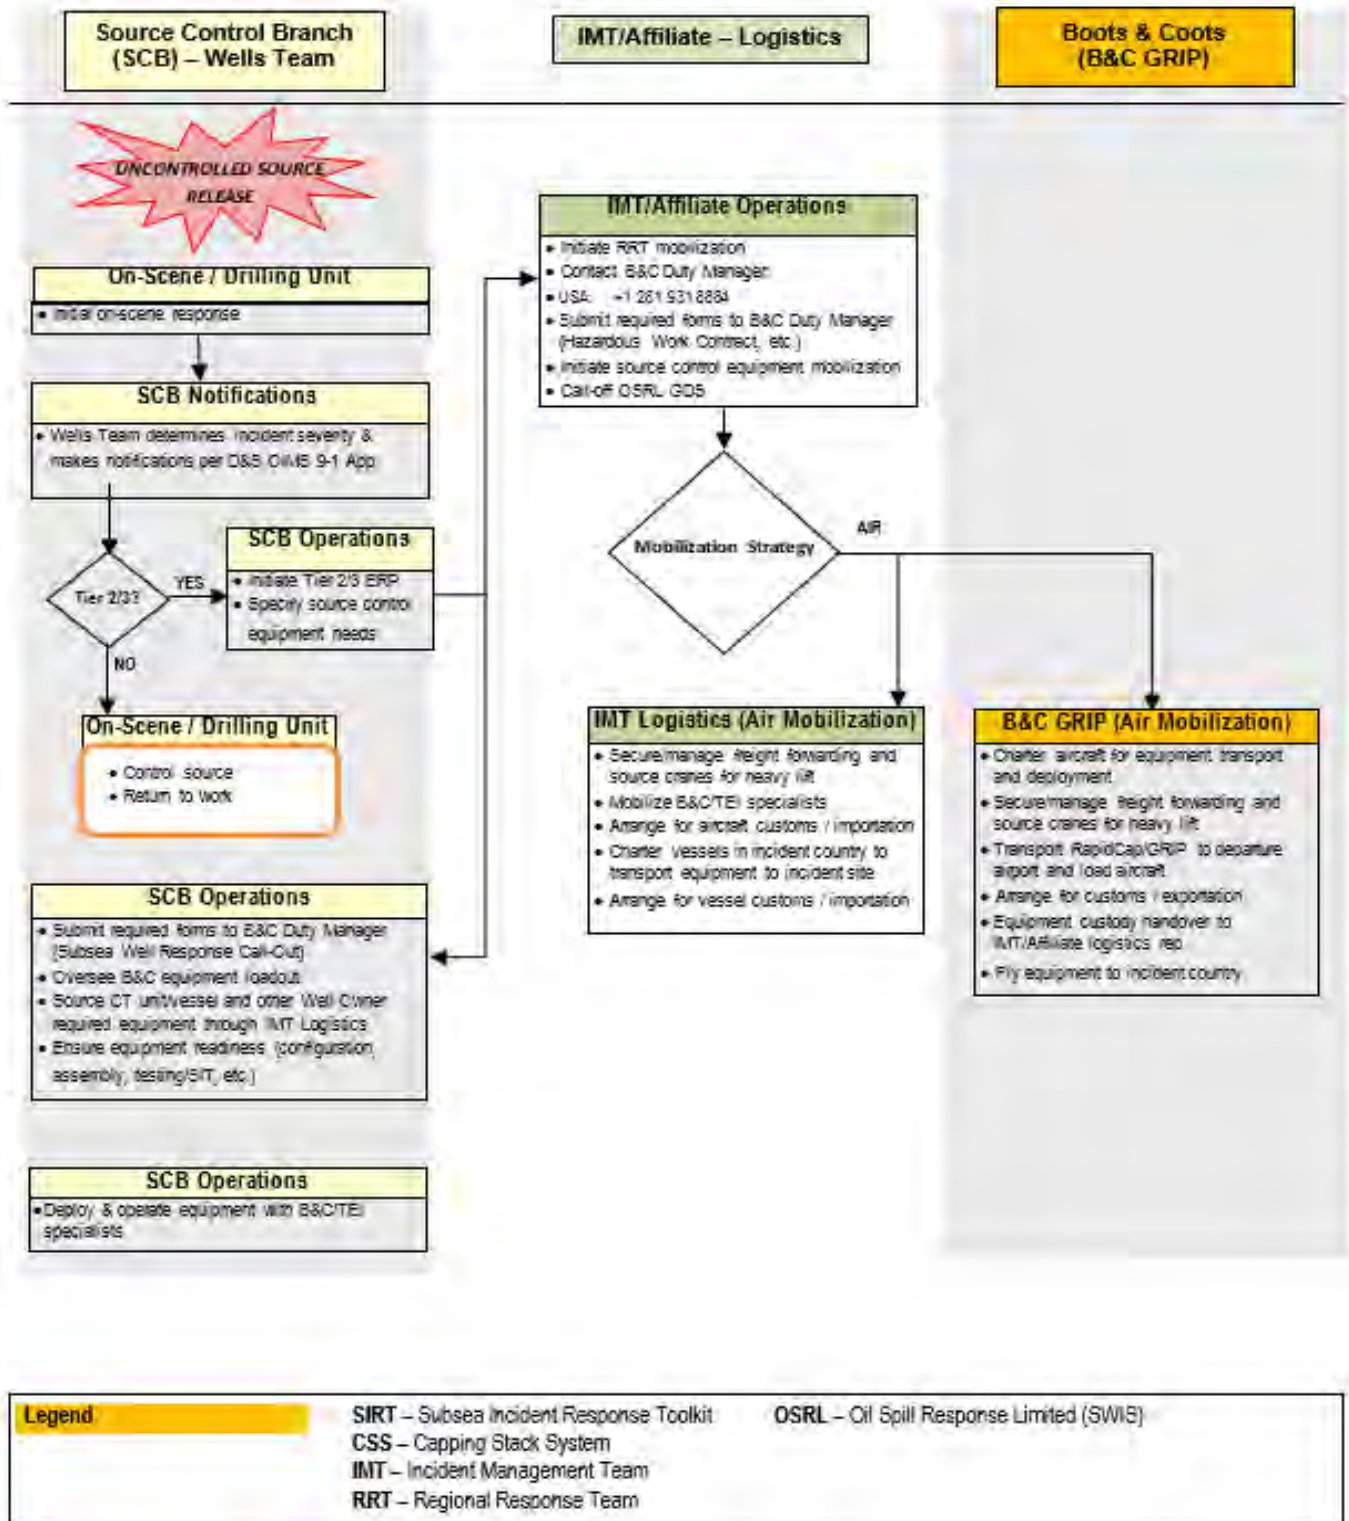 Source Control Branch
(SCB) – Wells Team
IMT/Affiliate – Logistics
Boots & Coots
(B&C GRIP)
UNCONTROLLED SOURCE
RELEASE
On-Scene / Drilling Unit
• Initial on-scene response
SCB Notifications
• Wells Team determines incident severity &
makes notifications per D&S OIMS 9-1 App
Tier 2/3?
YES
NO
SCB Operations
• Initiate Tier 2/3 ERP
• Specify source control
equipment needs
On-Scene / Drilling Unit
• Control source
• Return to work
SCB Operations
• Submit required forms to B&C Duty Manager
(Subsea Well Response Call-Out)
• Oversee B&C equipment loadout
• Source CT unit/vessel and other Well Owner
required equipment through IMT Logistics
• Ensure equipment readiness (configuration,
assembly, testing/SIT, etc.)
SCB Operations
• Deploy & operate equipment with B&C/TEI
specialists
IMT/Affiliate Operations
• Initiate RRT mobilization
• Contact B&C Duty Manager:
• USA: +1 281 931 8884
• Submit required forms to B&C Duty Manager
(Hazardous Work Contract, etc.)
• Initiate source control equipment mobilization
• Call-off OSRL GDS
Mobilization Strategy
AIR
IMT Logistics (Air Mobilization)
• Secure/manage freight forwarding and
source cranes for heavy lift
• Mobilize B&C/TEI specialists
• Arrange for aircraft customs / importation
• Charter vessels in incident country to
transport equipment to incident site
• Arrange for vessel customs / importation
B&C GRIP (Air Mobilization)
• Charter aircraft for equipment transport
and deployment
• Secure/manage freight forwarding and
source cranes for heavy lift
• Transport RapidCap/GRIP to departure
airport and load aircraft
• Arrange for customs / exportation
• Equipment custody handover to
IMT/Affiliate logistics rep
• Fly equipment to incident country
Legend
SIRT – Subsea Incident Response Toolkit
CSS – Capping Stack System
IMT – Incident Management Team
RRT – Regional Response Team
OSRL – Oil Spill Response Limited (SWIS)